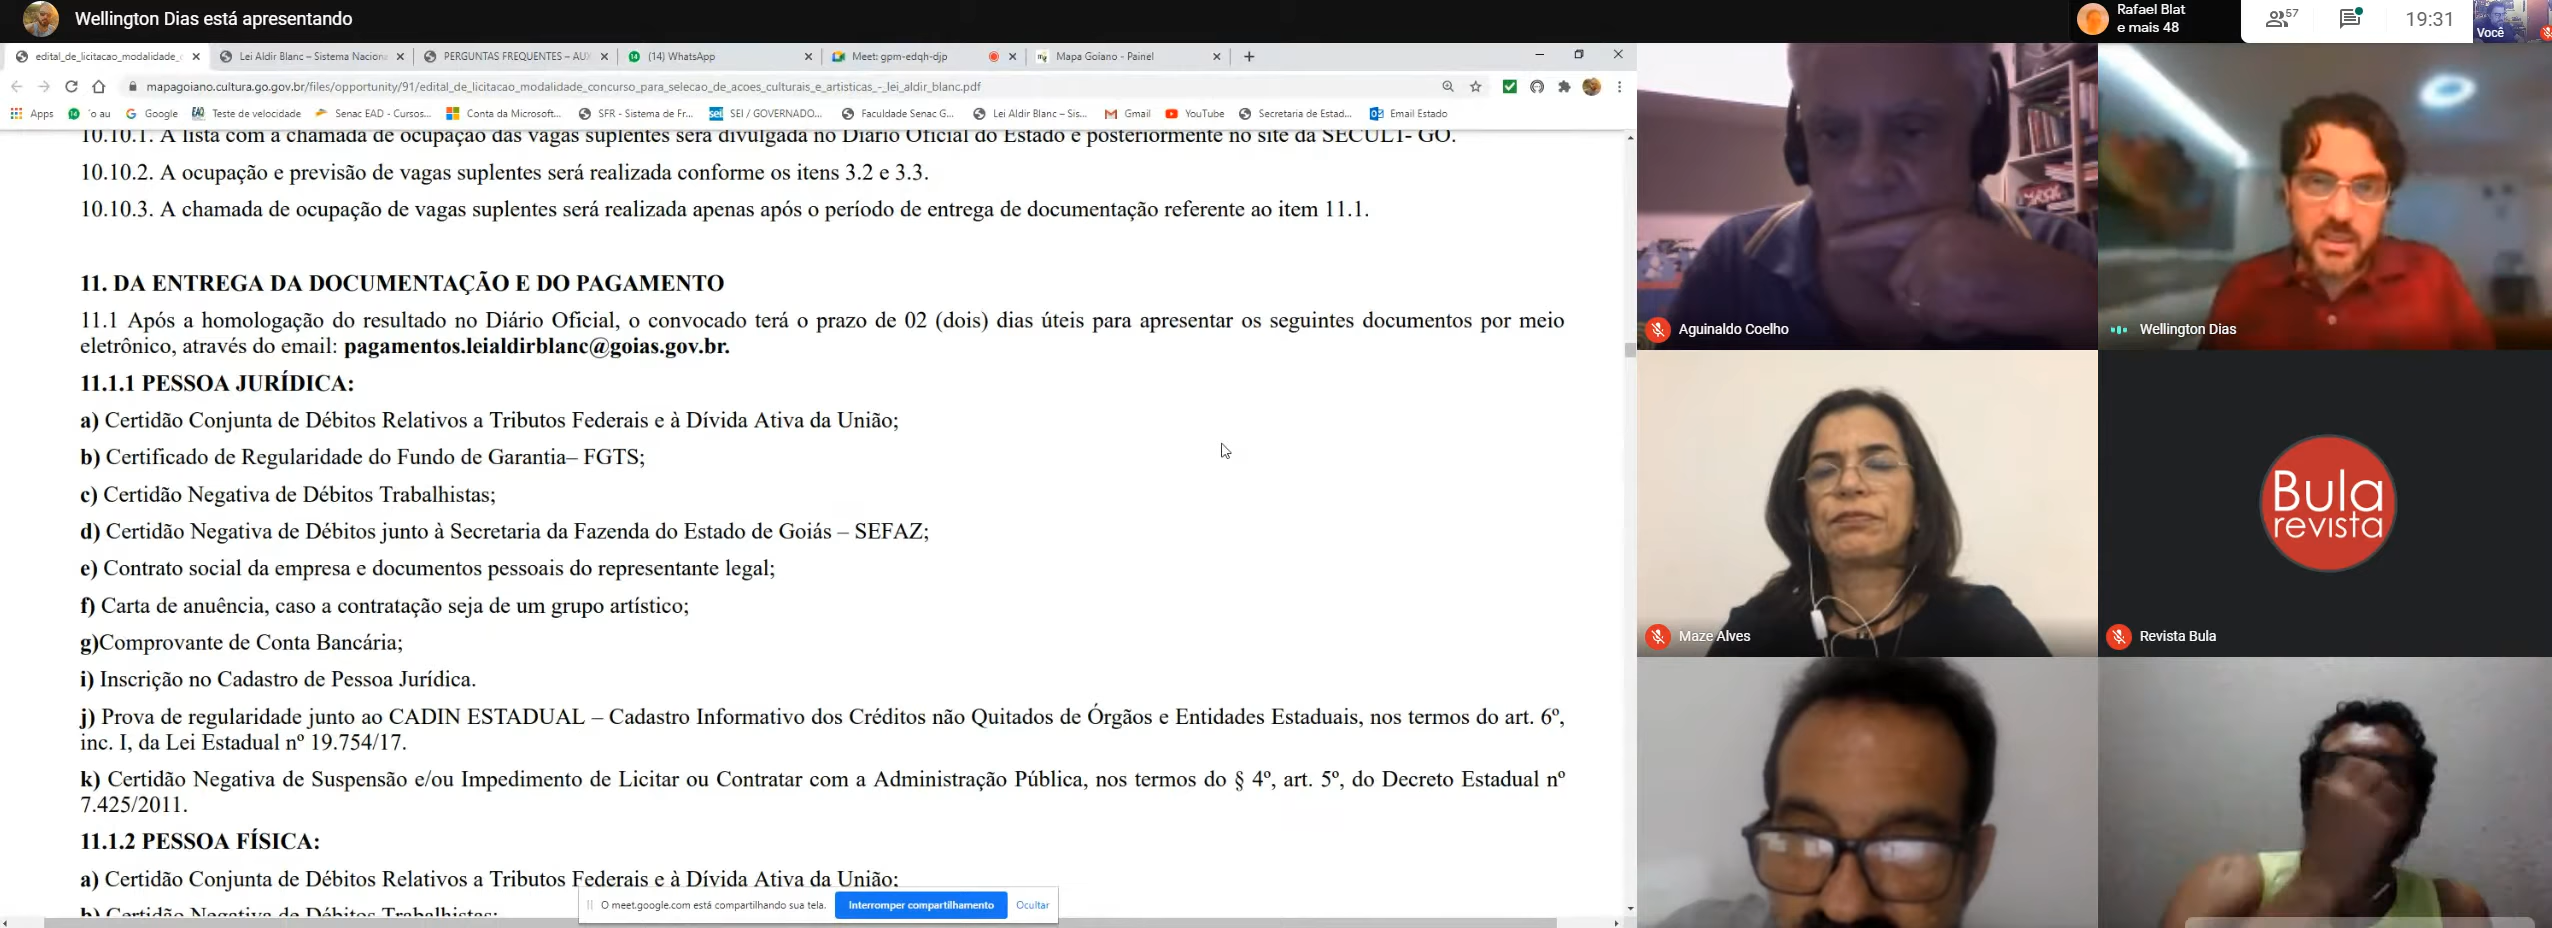 Wellington Dias está apresentando
Rafael Blat
e mais 48
57
19:31
Você
edital_de_licitacao_modalidade_
Lei Aldir Blanc – Sistema Naciona
PERGUNTAS FREQUENTES – AUX
(14) WhatsApp
Meet: gpm-edqh-djp
Mapa Goiano - Painel
mapagoiano.cultura.go.gov.br/files/opportunity/91/edital_de_licitacao_modalidade_concurso_para_selecao_de_acoes_culturais_e_artisticas_-_lei_aldir_blanc.pdf
Apps
Google
Teste de velocidade
Senac EAD - Cursos...
Conta da Microsoft...
SFR - Sistema de Fr...
SEI / GOVERNADO...
Faculdade Senac G...
Lei Aldir Blanc – Sis...
Gmail
YouTube
Secretaria de Estad...
Email Estado
10.10.1. A lista com a chamada de ocupação das vagas suplentes será divulgada no Diário Oficial do Estado e posteriormente no site da SECULT- GO.
10.10.2. A ocupação e previsão de vagas suplentes será realizada conforme os itens 3.2 e 3.3.
10.10.3. A chamada de ocupação de vagas suplentes será realizada apenas após o período de entrega de documentação referente ao item 11.1.
11. DA ENTREGA DA DOCUMENTAÇÃO E DO PAGAMENTO
11.1 Após a homologação do resultado no Diário Oficial, o convocado terá o prazo de 02 (dois) dias úteis para apresentar os seguintes documentos por meio
eletrônico, através do email: pagamentos.leialdirblanc@goias.gov.br.
11.1.1 PESSOA JURÍDICA:
a) Certidão Conjunta de Débitos Relativos a Tributos Federais e à Dívida Ativa da União;
b) Certificado de Regularidade do Fundo de Garantia– FGTS;
c) Certidão Negativa de Débitos Trabalhistas;
d) Certidão Negativa de Débitos junto à Secretaria da Fazenda do Estado de Goiás – SEFAZ;
e) Contrato social da empresa e documentos pessoais do representante legal;
f) Carta de anuência, caso a contratação seja de um grupo artístico;
g)Comprovante de Conta Bancária;
i) Inscrição no Cadastro de Pessoa Jurídica.
j) Prova de regularidade junto ao CADIN ESTADUAL – Cadastro Informativo dos Créditos não Quitados de Órgãos e Entidades Estaduais, nos termos do art. 6º,
inc. I, da Lei Estadual nº 19.754/17.
k) Certidão Negativa de Suspensão e/ou Impedimento de Licitar ou Contratar com a Administração Pública, nos termos do § 4º, art. 5º, do Decreto Estadual nº
7.425/2011.
11.1.2 PESSOA FÍSICA:
a) Certidão Conjunta de Débitos Relativos a Tributos Federais e à Dívida Ativa da União;
b) Certidão Negativa de Débitos Trabalhistas;
O meet.google.com está compartilhando sua tela.
Interromper compartilhamento
Ocultar
Aguinaldo Coelho
Wellington Dias
Maze Alves
Bula
revista
Revista Bula